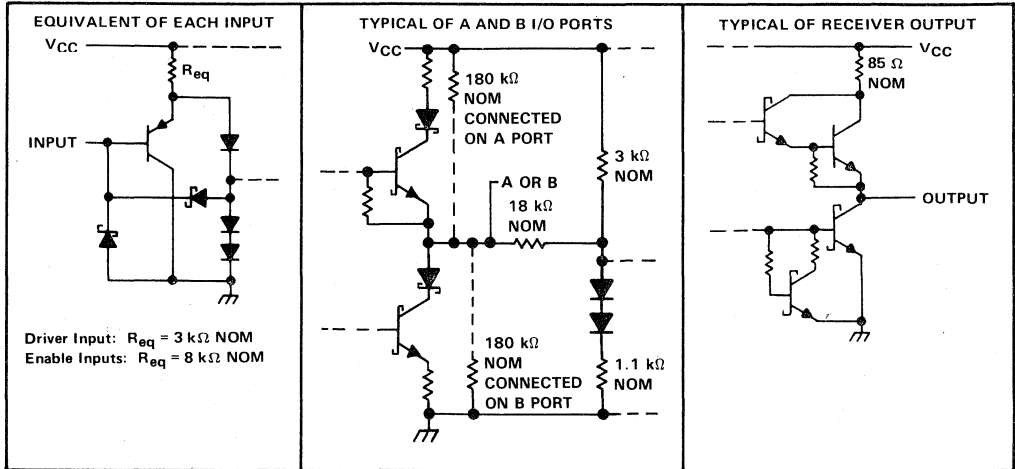 EQUIVALENT OF EACH INPUT
VCC
Req
INPUT
Driver Input: Req = 3 kΩ NOM
Enable Inputs: Req = 8 kΩ NOM
TYPICAL OF A AND B I/O PORTS
VCC
180 kΩ
NOM
CONNECTED
ON A PORT
3 kΩ
NOM
A OR B
18 kΩ
NOM
180 kΩ
NOM
CONNECTED
ON B PORT
1.1 kΩ
NOM
TYPICAL OF RECEIVER OUTPUT
VCC
85 Ω
NOM
OUTPUT